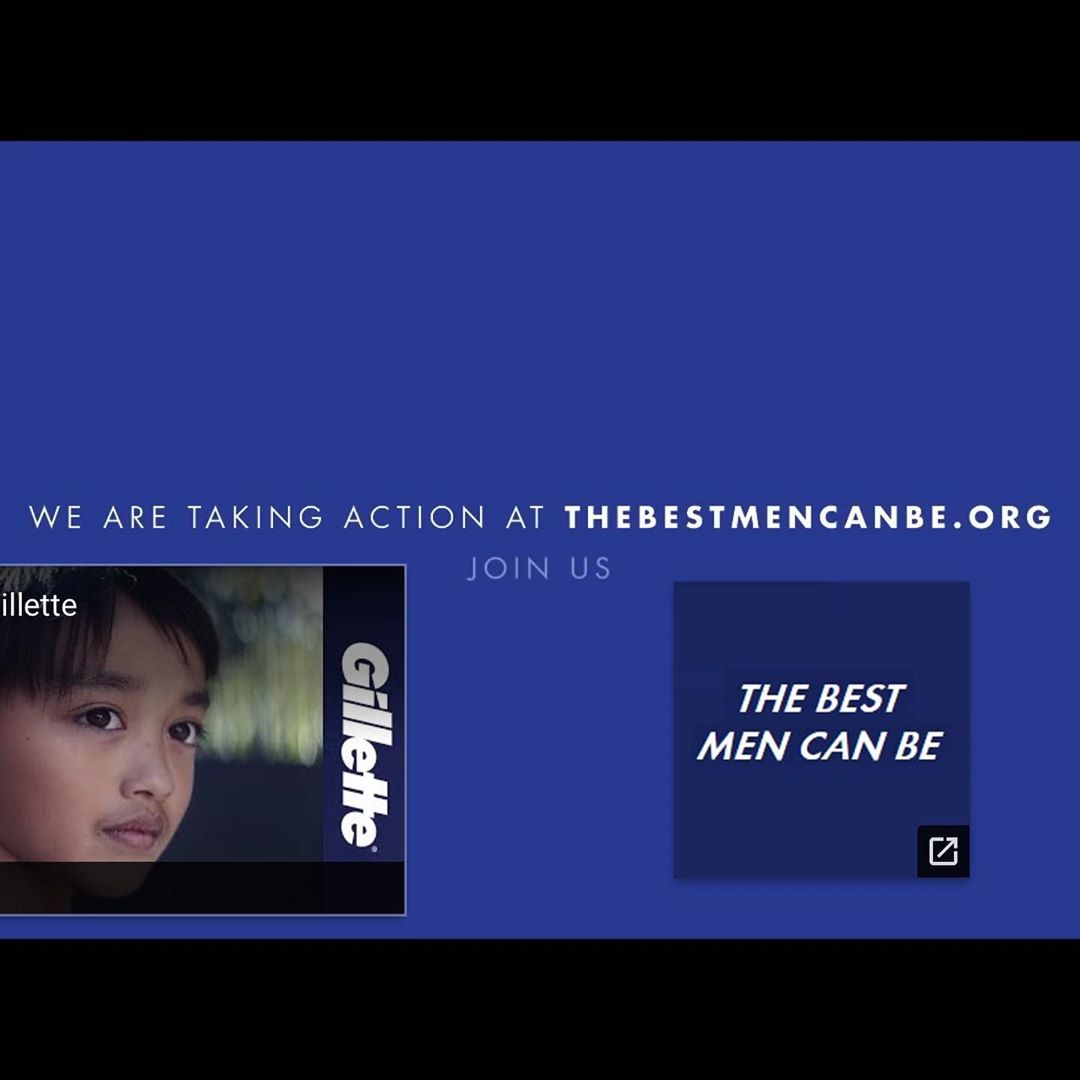 WE ARE TAKING ACTION AT THEBESTMENCANBE.ORG
JOIN US
illette
Gillette
THE BEST
MEN CAN BE